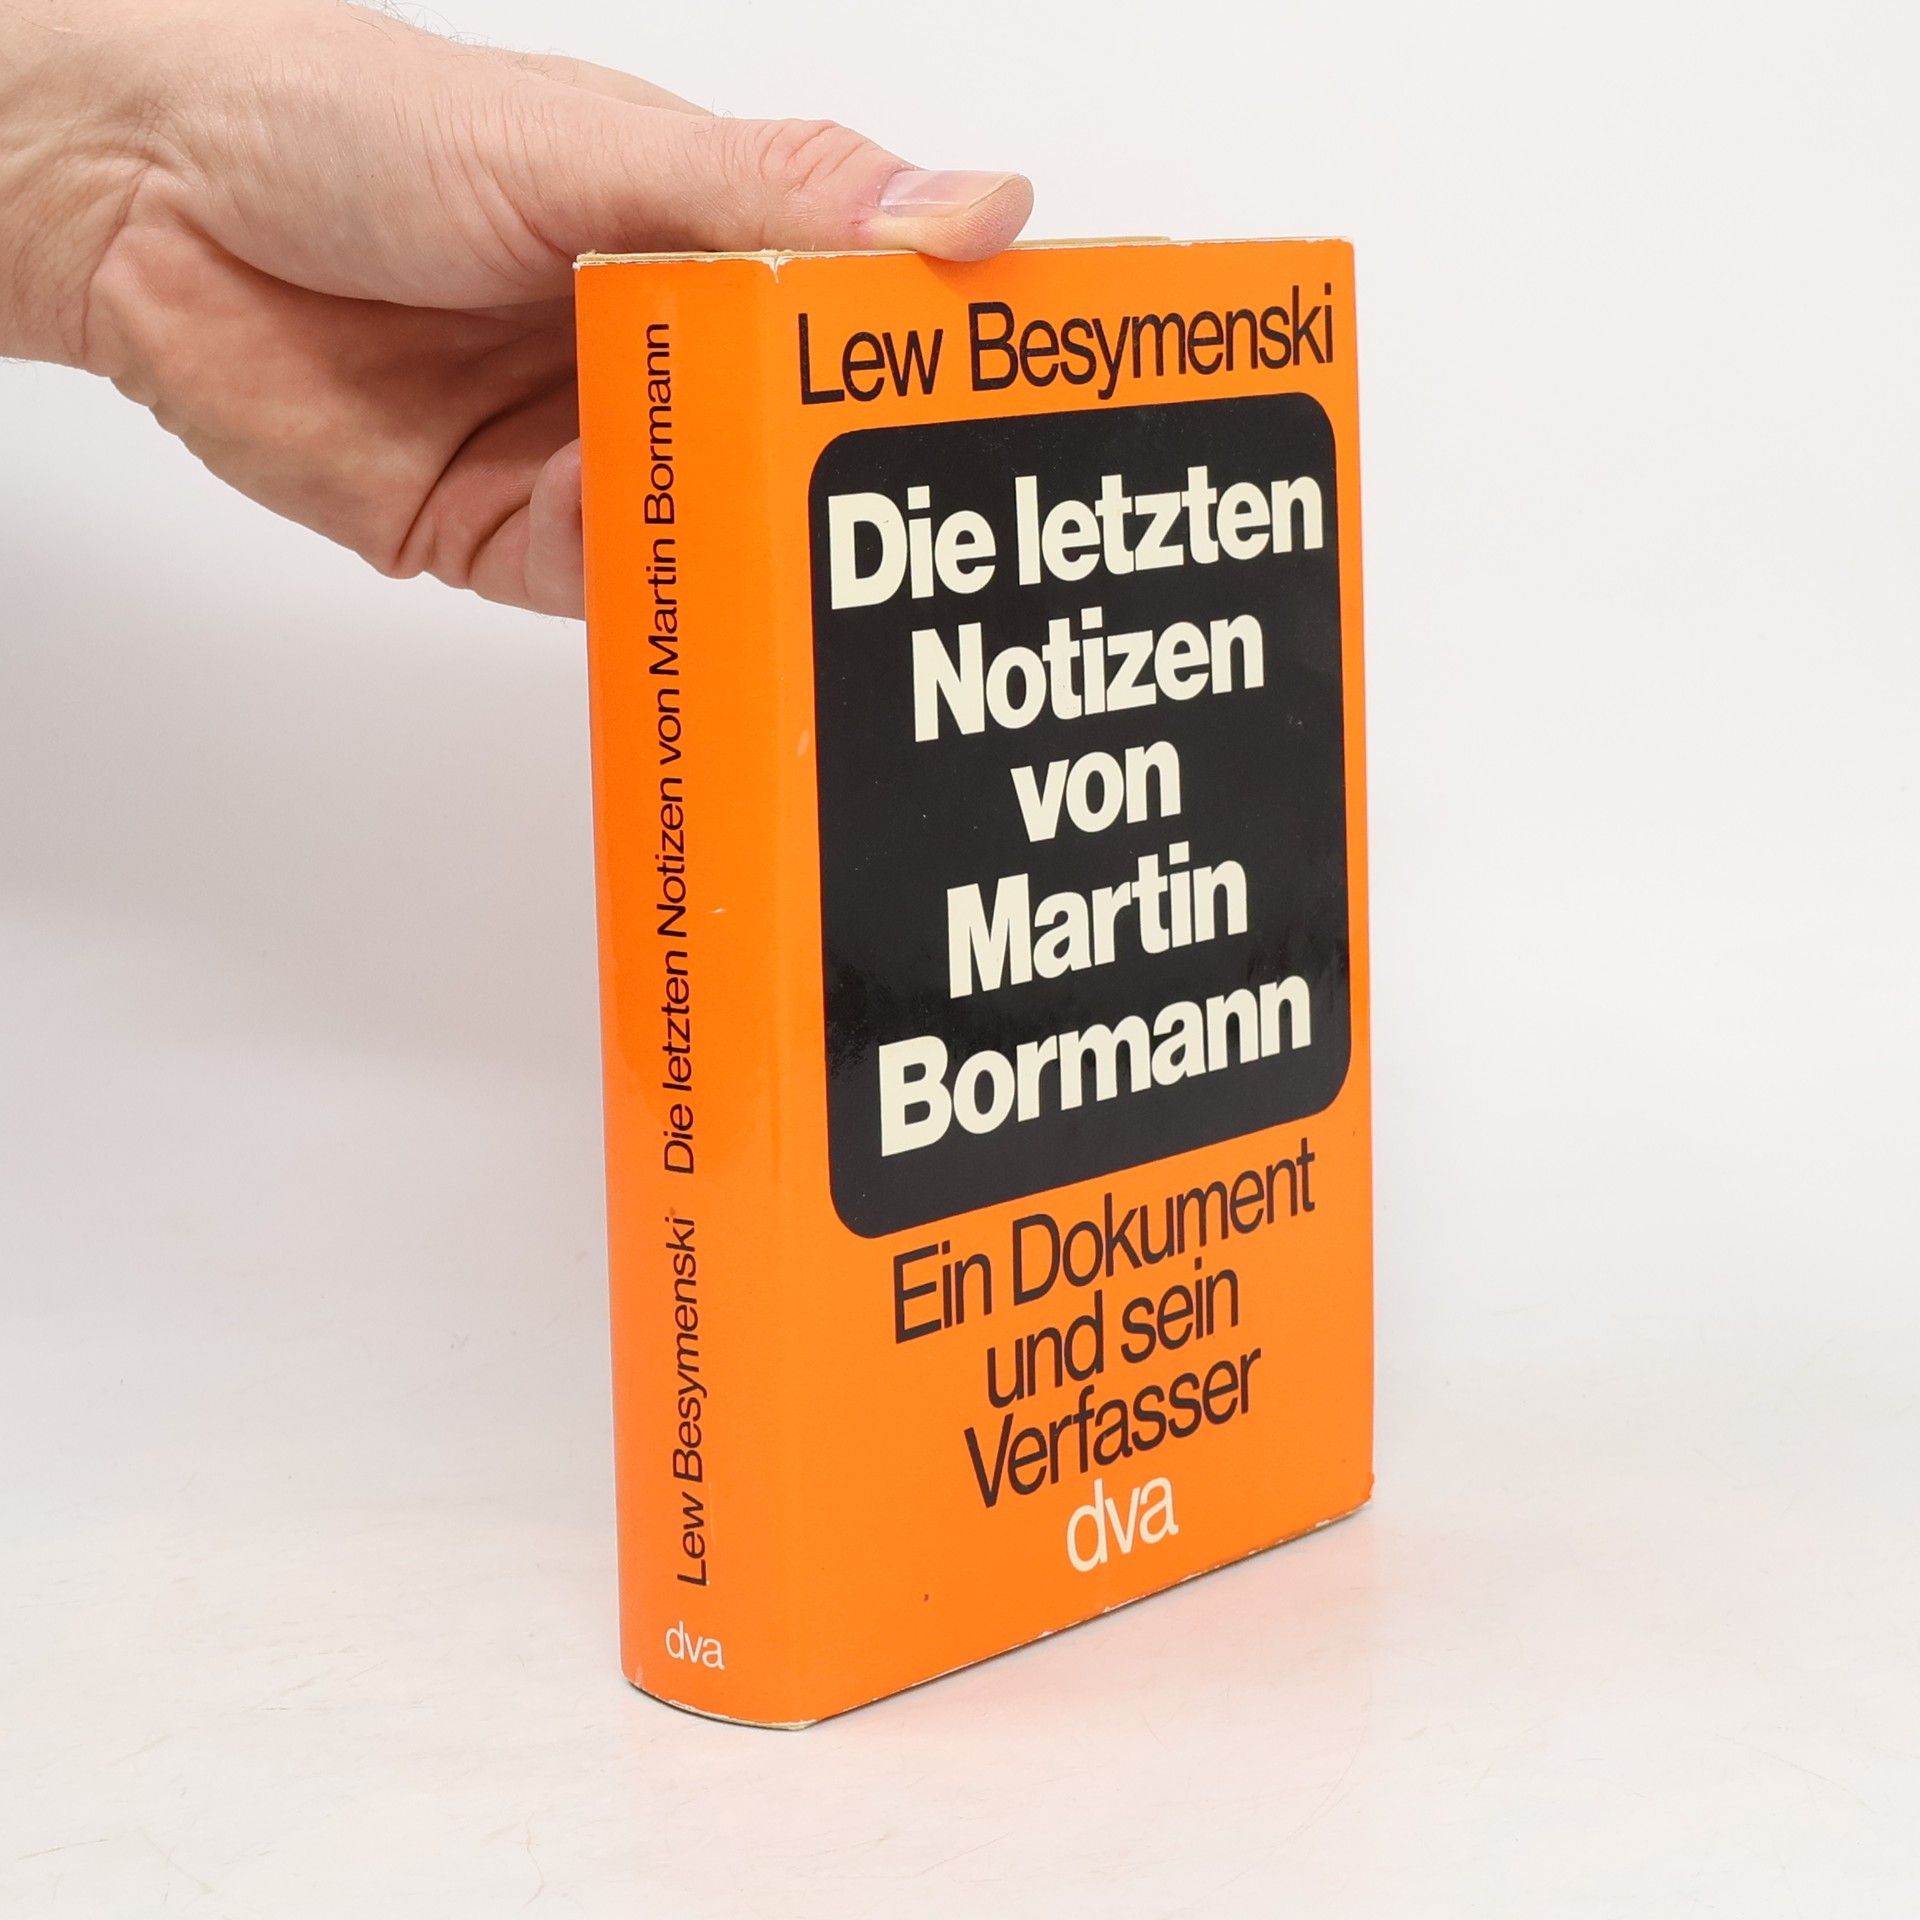 Lew Besymenski
Die letzten
Notizen
von
Martin
Bormann
Ein Dokument
und sein
Verfasser
dva
Lew Besymenski Die letzten Notizen von Martin Bormann
dva